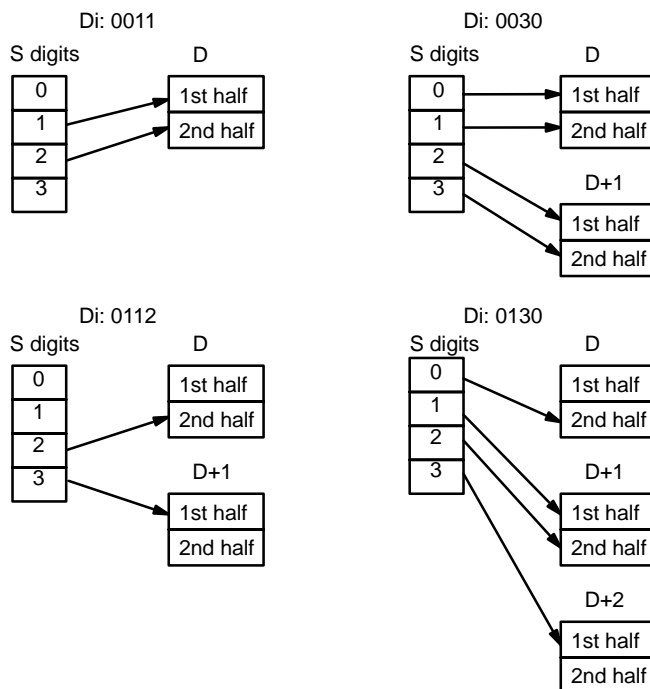 Di: 0011
S digits D
0
1
2
3
1st half
2nd half
Di: 0030
S digits D
0
1
2
3
1st half
2nd half
D+1
1st half
2nd half
Di: 0112
S digits D
0
1
2
3
1st half
2nd half
D+1
1st half
2nd half
Di: 0130
S digits D
0
1
2
3
1st half
2nd half
D+1
1st half
2nd half
D+2
1st half
2nd half